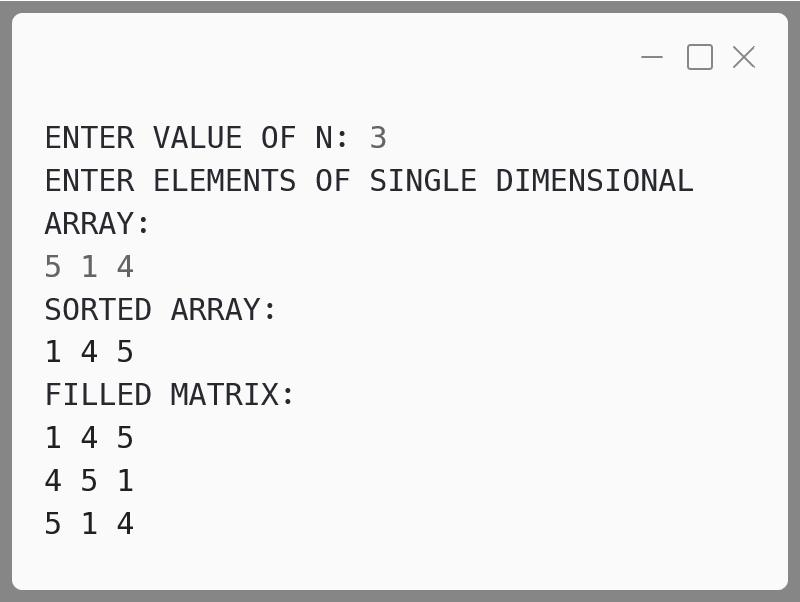 ENTER VALUE OF N: 3
ENTER ELEMENTS OF SINGLE DIMENSIONAL
ARRAY:
5 1 4
SORTED ARRAY:
1 4 5
FILLED MATRIX:
1 4 5
4 5 1
5 1 4